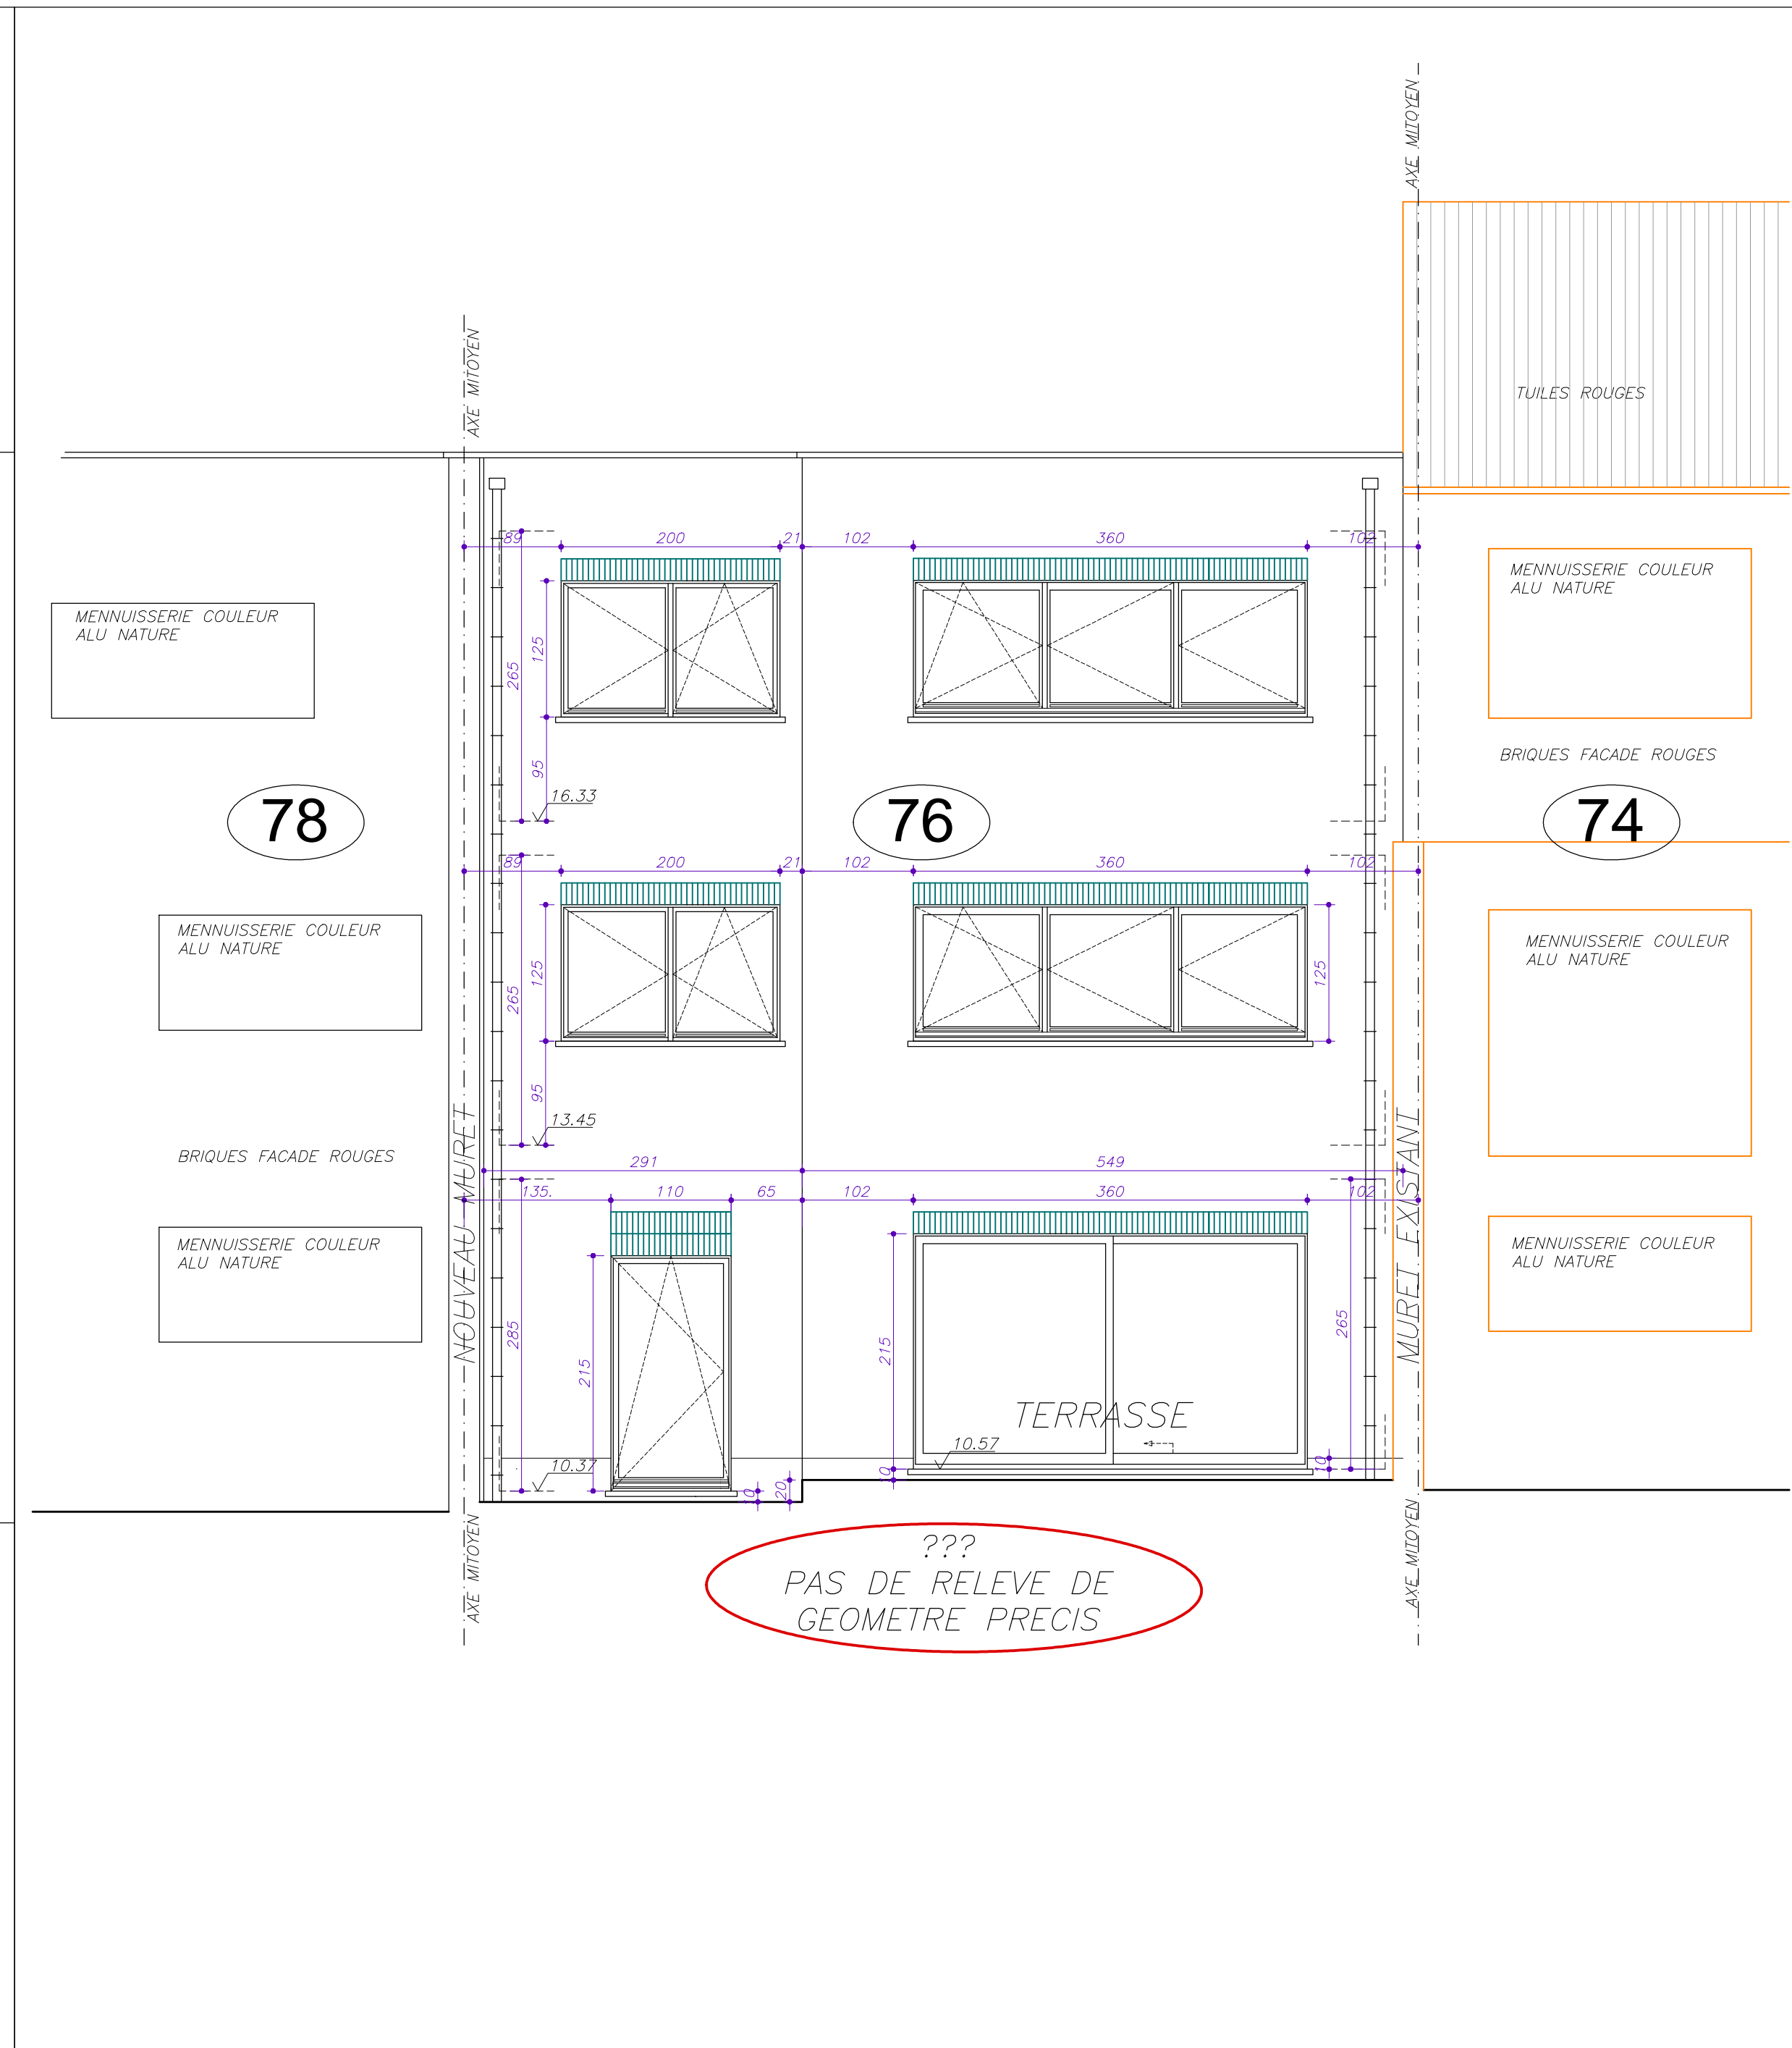 AXE MITOYEN
AXE MITOYEN
TUILES ROUGES
89 200 21 102 360 102
MENNUISSERIE COULEUR
ALU NATURE
MENNUISSERIE COULEUR
ALU NATURE
265
125
95
BRIQUES FACADE ROUGES
16.33
78
76
74
89 200 21 102 360 102
MENNUISSERIE COULEUR
ALU NATURE
MENNUISSERIE COULEUR
ALU NATURE
265
125
125
95
13.45
BRIQUES FACADE ROUGES
291 549
135. 110 65 102 360 102
NOUVEAU MURET
MURET EXISTANT
MENNUISSERIE COULEUR
ALU NATURE
MENNUISSERIE COULEUR
ALU NATURE
285
215
215
265
TERRASSE
10.57
10.37
10
20
10
10
AXE MITOYEN
AXE MITOYEN
???
PAS DE RELEVE DE
GEOMETRE PRECIS